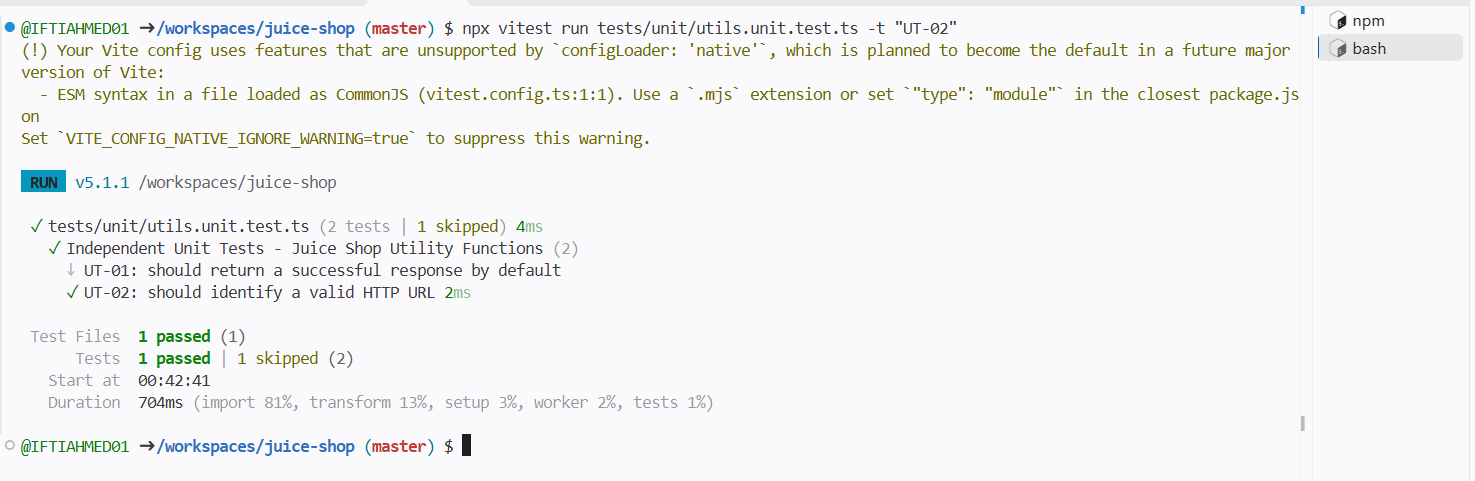 @IFTIAHMED01 ➜/workspaces/juice-shop (master) $ npx vitest run tests/unit/utils.unit.test.ts -t "UT-02"
(!) Your Vite config uses features that are unsupported by `configLoader: 'native'`, which is planned to become the default in a future major
version of Vite:
  - ESM syntax in a file loaded as CommonJS (vitest.config.ts:1:1). Use a `.mjs` extension or set `"type": "module"` in the closest package.js
on
Set `VITE_CONFIG_NATIVE_IGNORE_WARNING=true` to suppress this warning.
RUN v5.1.1 /workspaces/juice-shop
✓ tests/unit/utils.unit.test.ts (2 tests | 1 skipped) 4ms
✓ Independent Unit Tests - Juice Shop Utility Functions (2)
↓ UT-01: should return a successful response by default
✓ UT-02: should identify a valid HTTP URL 2ms
Test Files 1 passed (1)
Tests 1 passed | 1 skipped (2)
Start at 00:42:41
Duration 704ms (import 81%, transform 13%, setup 3%, worker 2%, tests 1%)
@IFTIAHMED01 ➜/workspaces/juice-shop (master) $
npm
bash